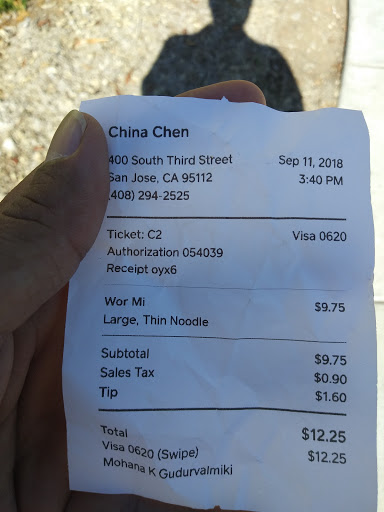 China Chen
400 South Third Street Sep 11, 2018
San Jose, CA 95112 3:40 PM
(408) 294-2525
Ticket: C2 Visa 0620
Authorization 054039
Receipt oyx6
Wor Mi $9.75
Large, Thin Noodle
Subtotal $9.75
Sales Tax $0.90
Tip $1.60
Total $12.25
Visa 0620 (Swipe) $12.25
Mohana K Gudurvalmiki